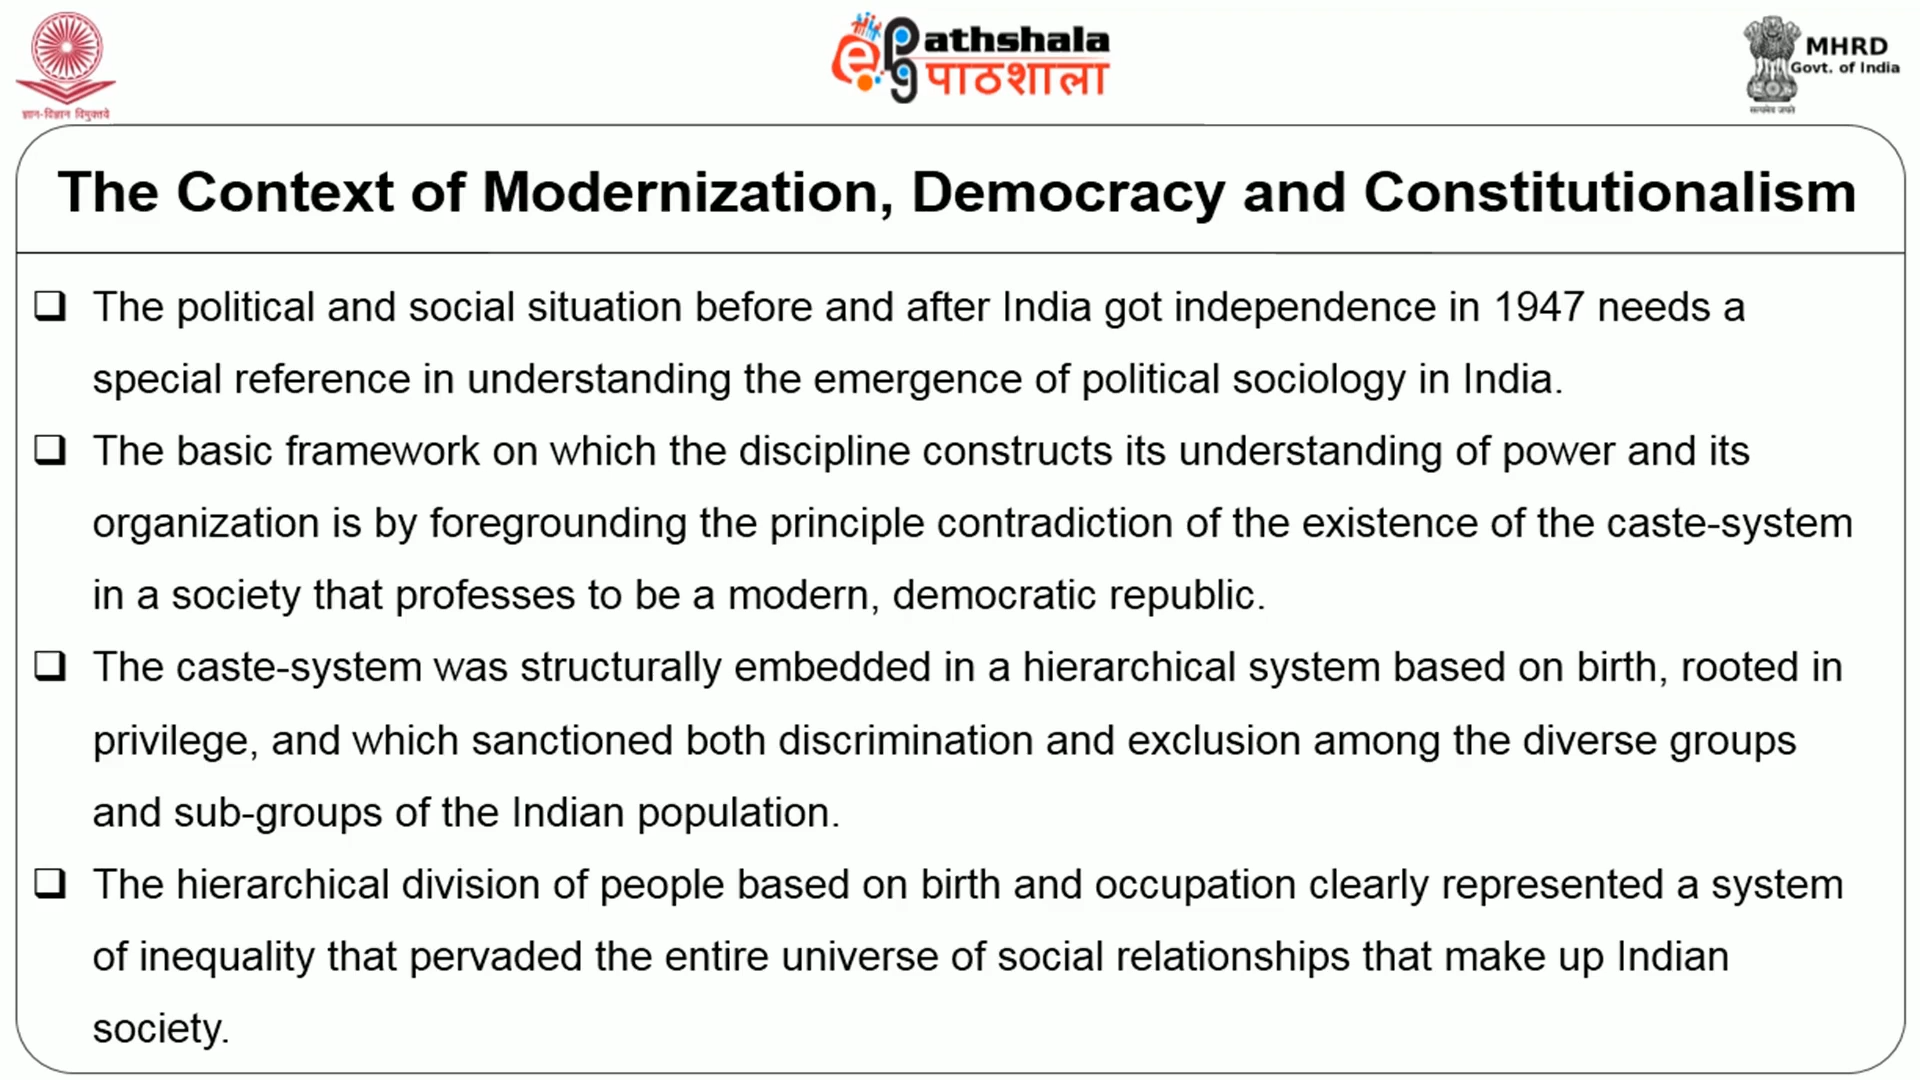 ज्ञान-विज्ञान विमुक्तये
ePathshala
पाठशाला
MHRD
Govt. of India
सत्यमेव जयते
The Context of Modernization, Democracy and Constitutionalism
❑ The political and social situation before and after India got independence in 1947 needs a
special reference in understanding the emergence of political sociology in India.
❑ The basic framework on which the discipline constructs its understanding of power and its
organization is by foregrounding the principle contradiction of the existence of the caste-system
in a society that professes to be a modern, democratic republic.
❑ The caste-system was structurally embedded in a hierarchical system based on birth, rooted in
privilege, and which sanctioned both discrimination and exclusion among the diverse groups
and sub-groups of the Indian population.
❑ The hierarchical division of people based on birth and occupation clearly represented a system
of inequality that pervaded the entire universe of social relationships that make up Indian
society.